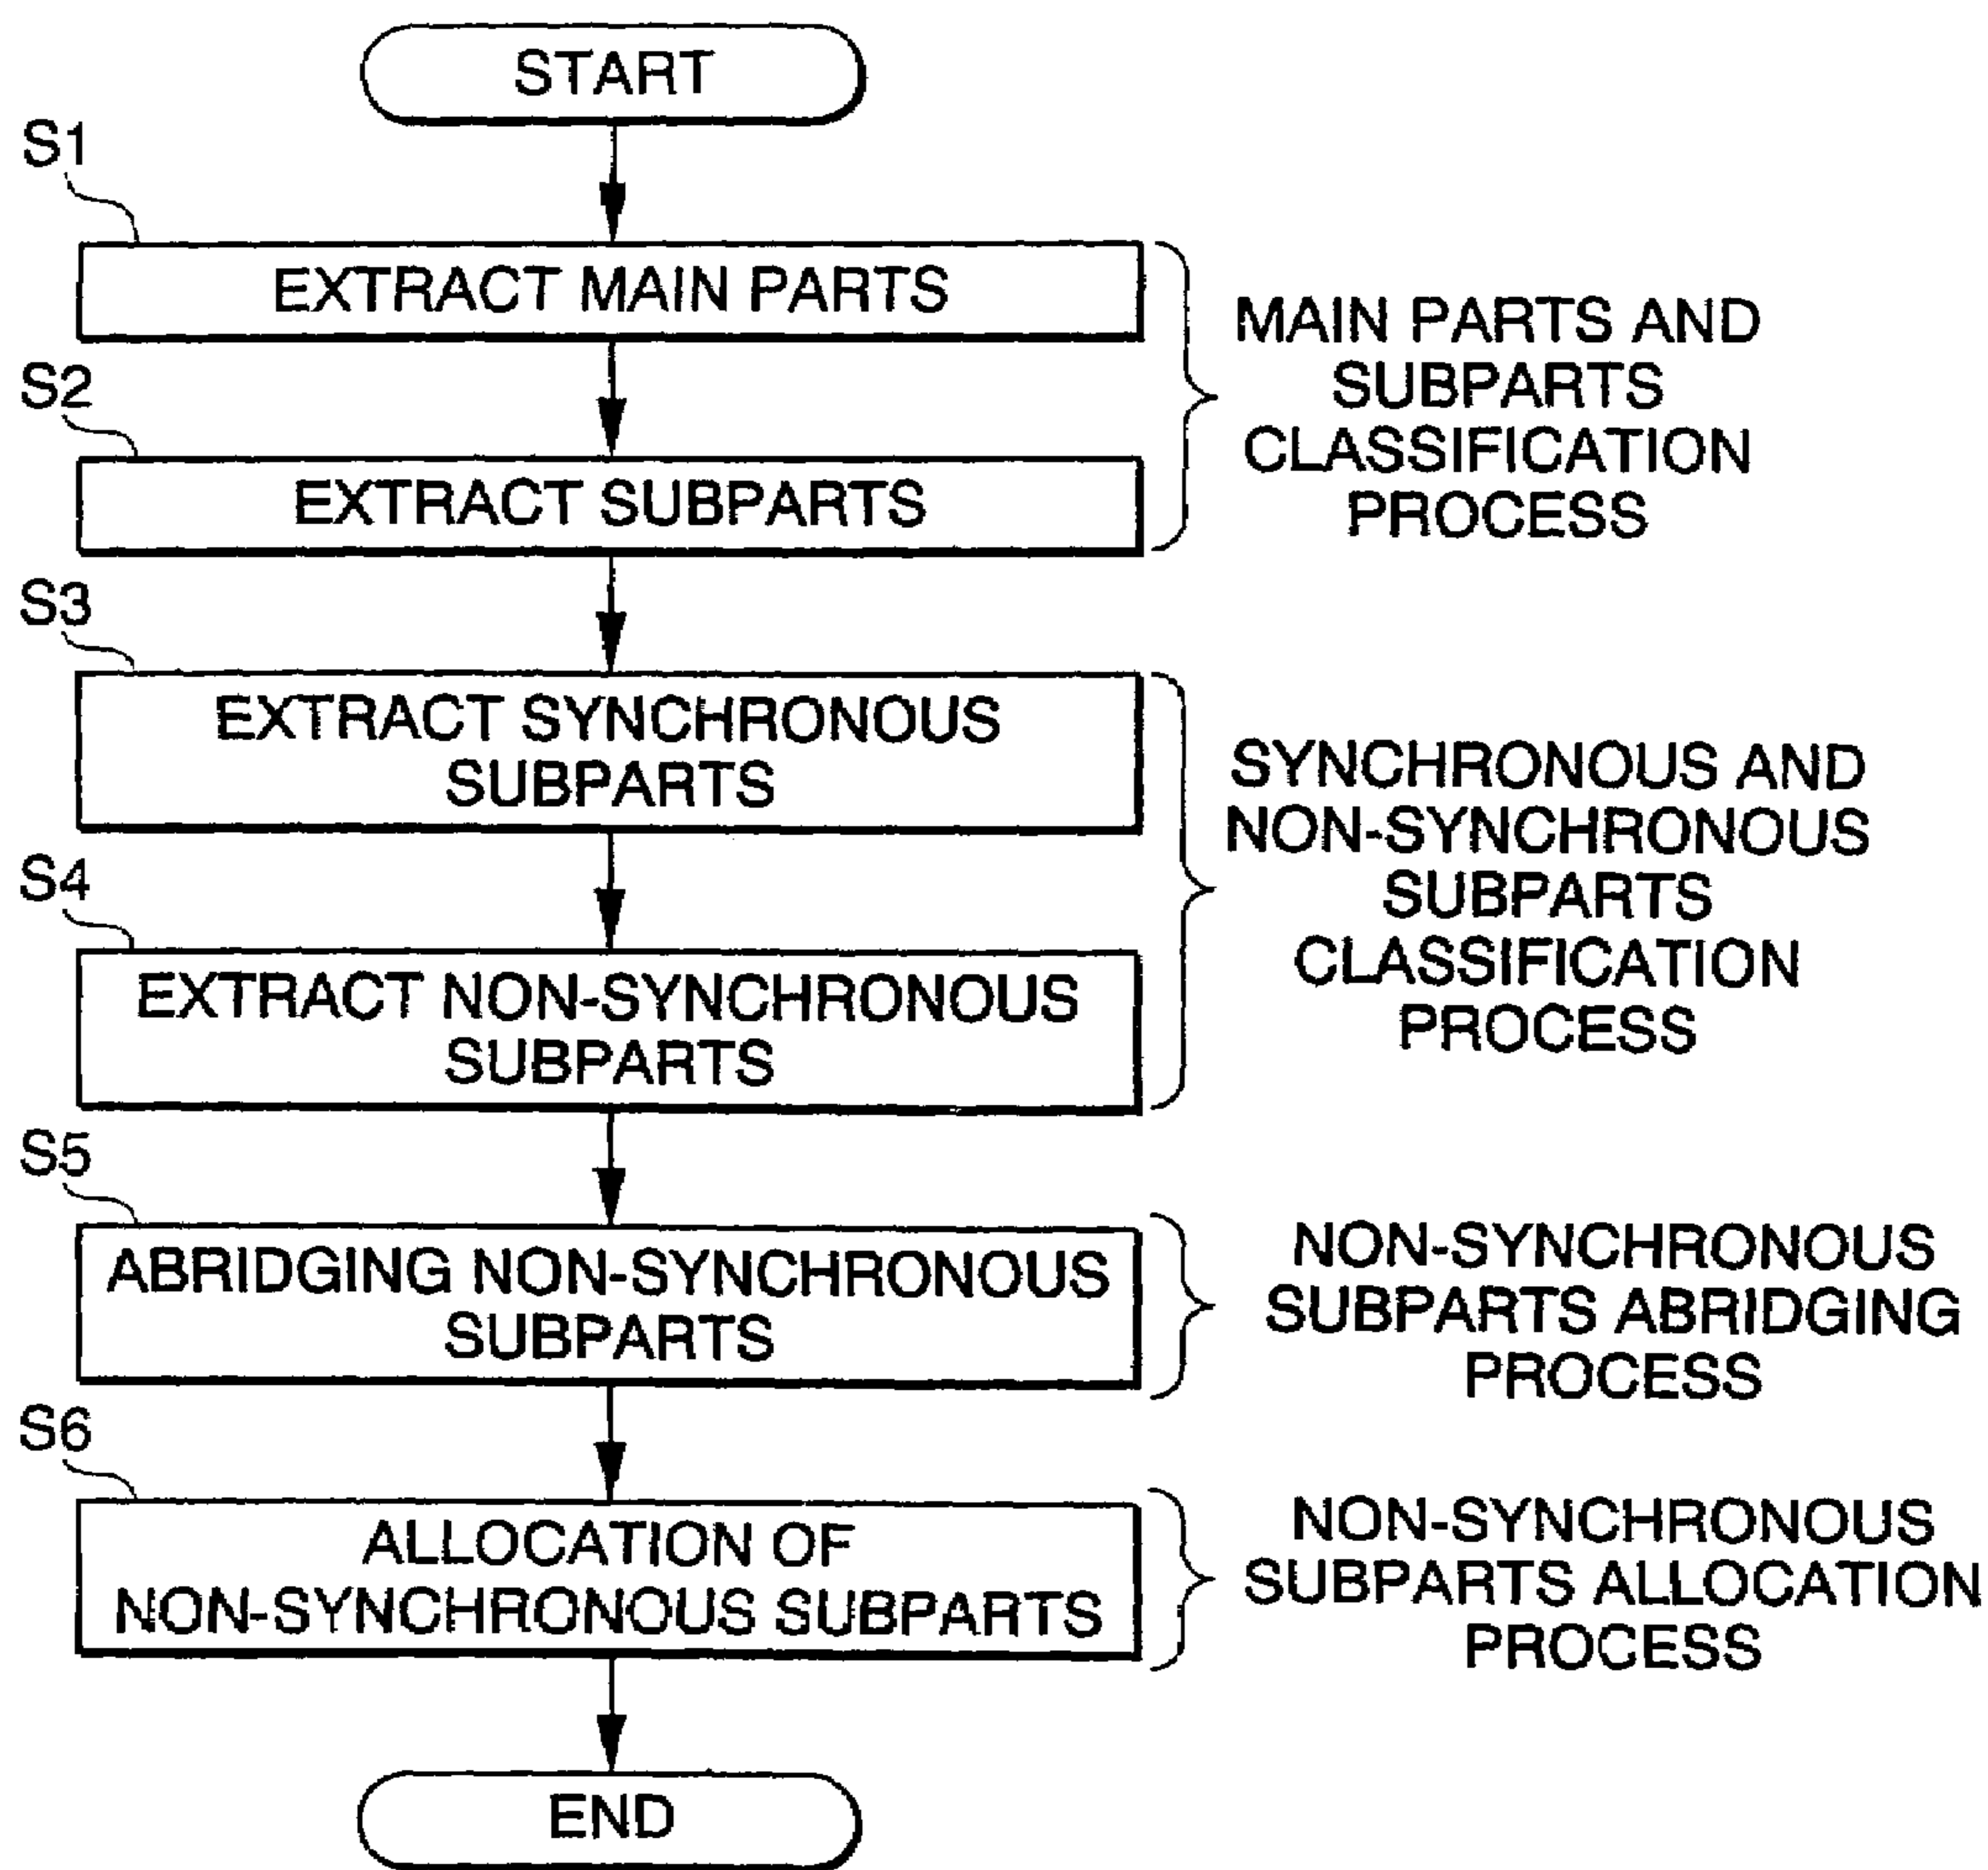 START
S1
EXTRACT MAIN PARTS
S2
EXTRACT SUBPARTS
MAIN PARTS AND
SUBPARTS
CLASSIFICATION
PROCESS
S3
EXTRACT SYNCHRONOUS
SUBPARTS
S4
EXTRACT NON-SYNCHRONOUS
SUBPARTS
SYNCHRONOUS AND
NON-SYNCHRONOUS
SUBPARTS
CLASSIFICATION
PROCESS
S5
ABRIDGING NON-SYNCHRONOUS
SUBPARTS
NON-SYNCHRONOUS
SUBPARTS ABRIDGING
PROCESS
S6
ALLOCATION OF
NON-SYNCHRONOUS SUBPARTS
NON-SYNCHRONOUS
SUBPARTS ALLOCATION
PROCESS
END